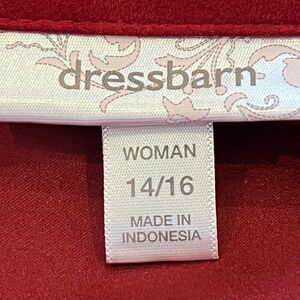 dressbarn
WOMAN
14/16
MADE IN
INDONESIA